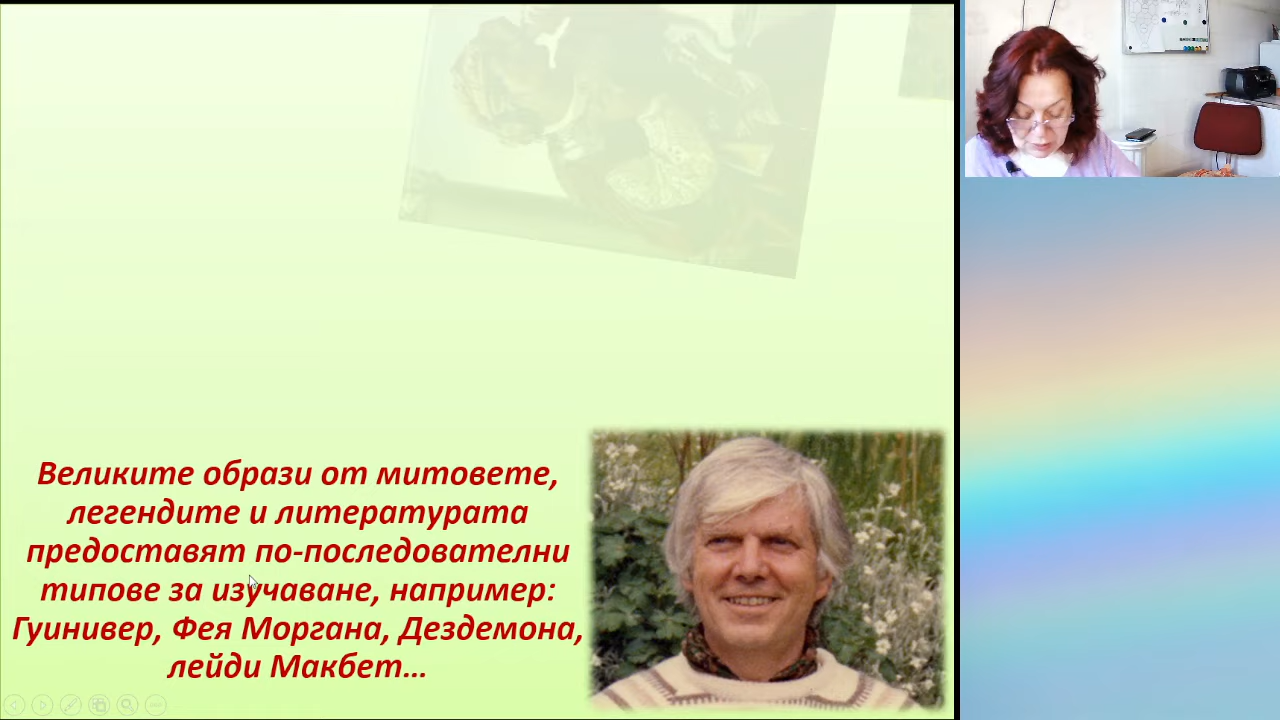 Великите образи от митовете,
легендите и литературата
предоставят по-последователни
типове за изучаване, например:
Гуинивер, Фея Моргана, Дездемона,
лейди Макбет...